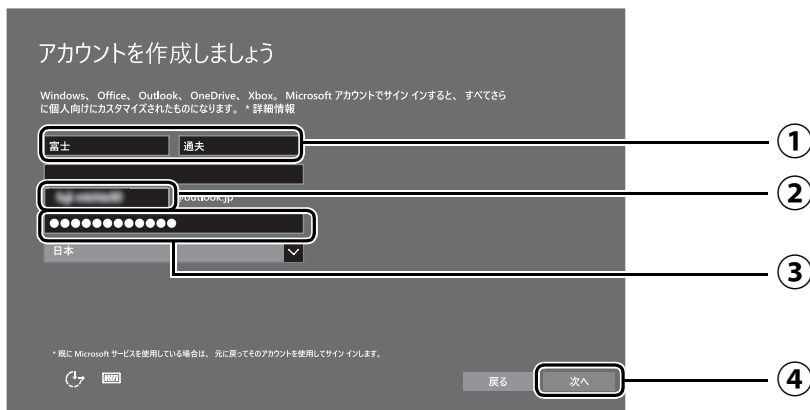 アカウントを作成しましょう
Windows、 Office、 Outlook、 OneDrive、 Xbox。 Microsoft アカウントでサイン インすると、 すべてさら
に個人向けにカスタマイズされたものになります。 * 詳細情報
富士 通夫
①
@outlook.jp
②
●●●●●●●●●●●●
日本
③
* 既に Microsoft サービスを使用している場合は、 元に戻ってそのアカウントを使用してサイン インします。
戻る 次へ
④